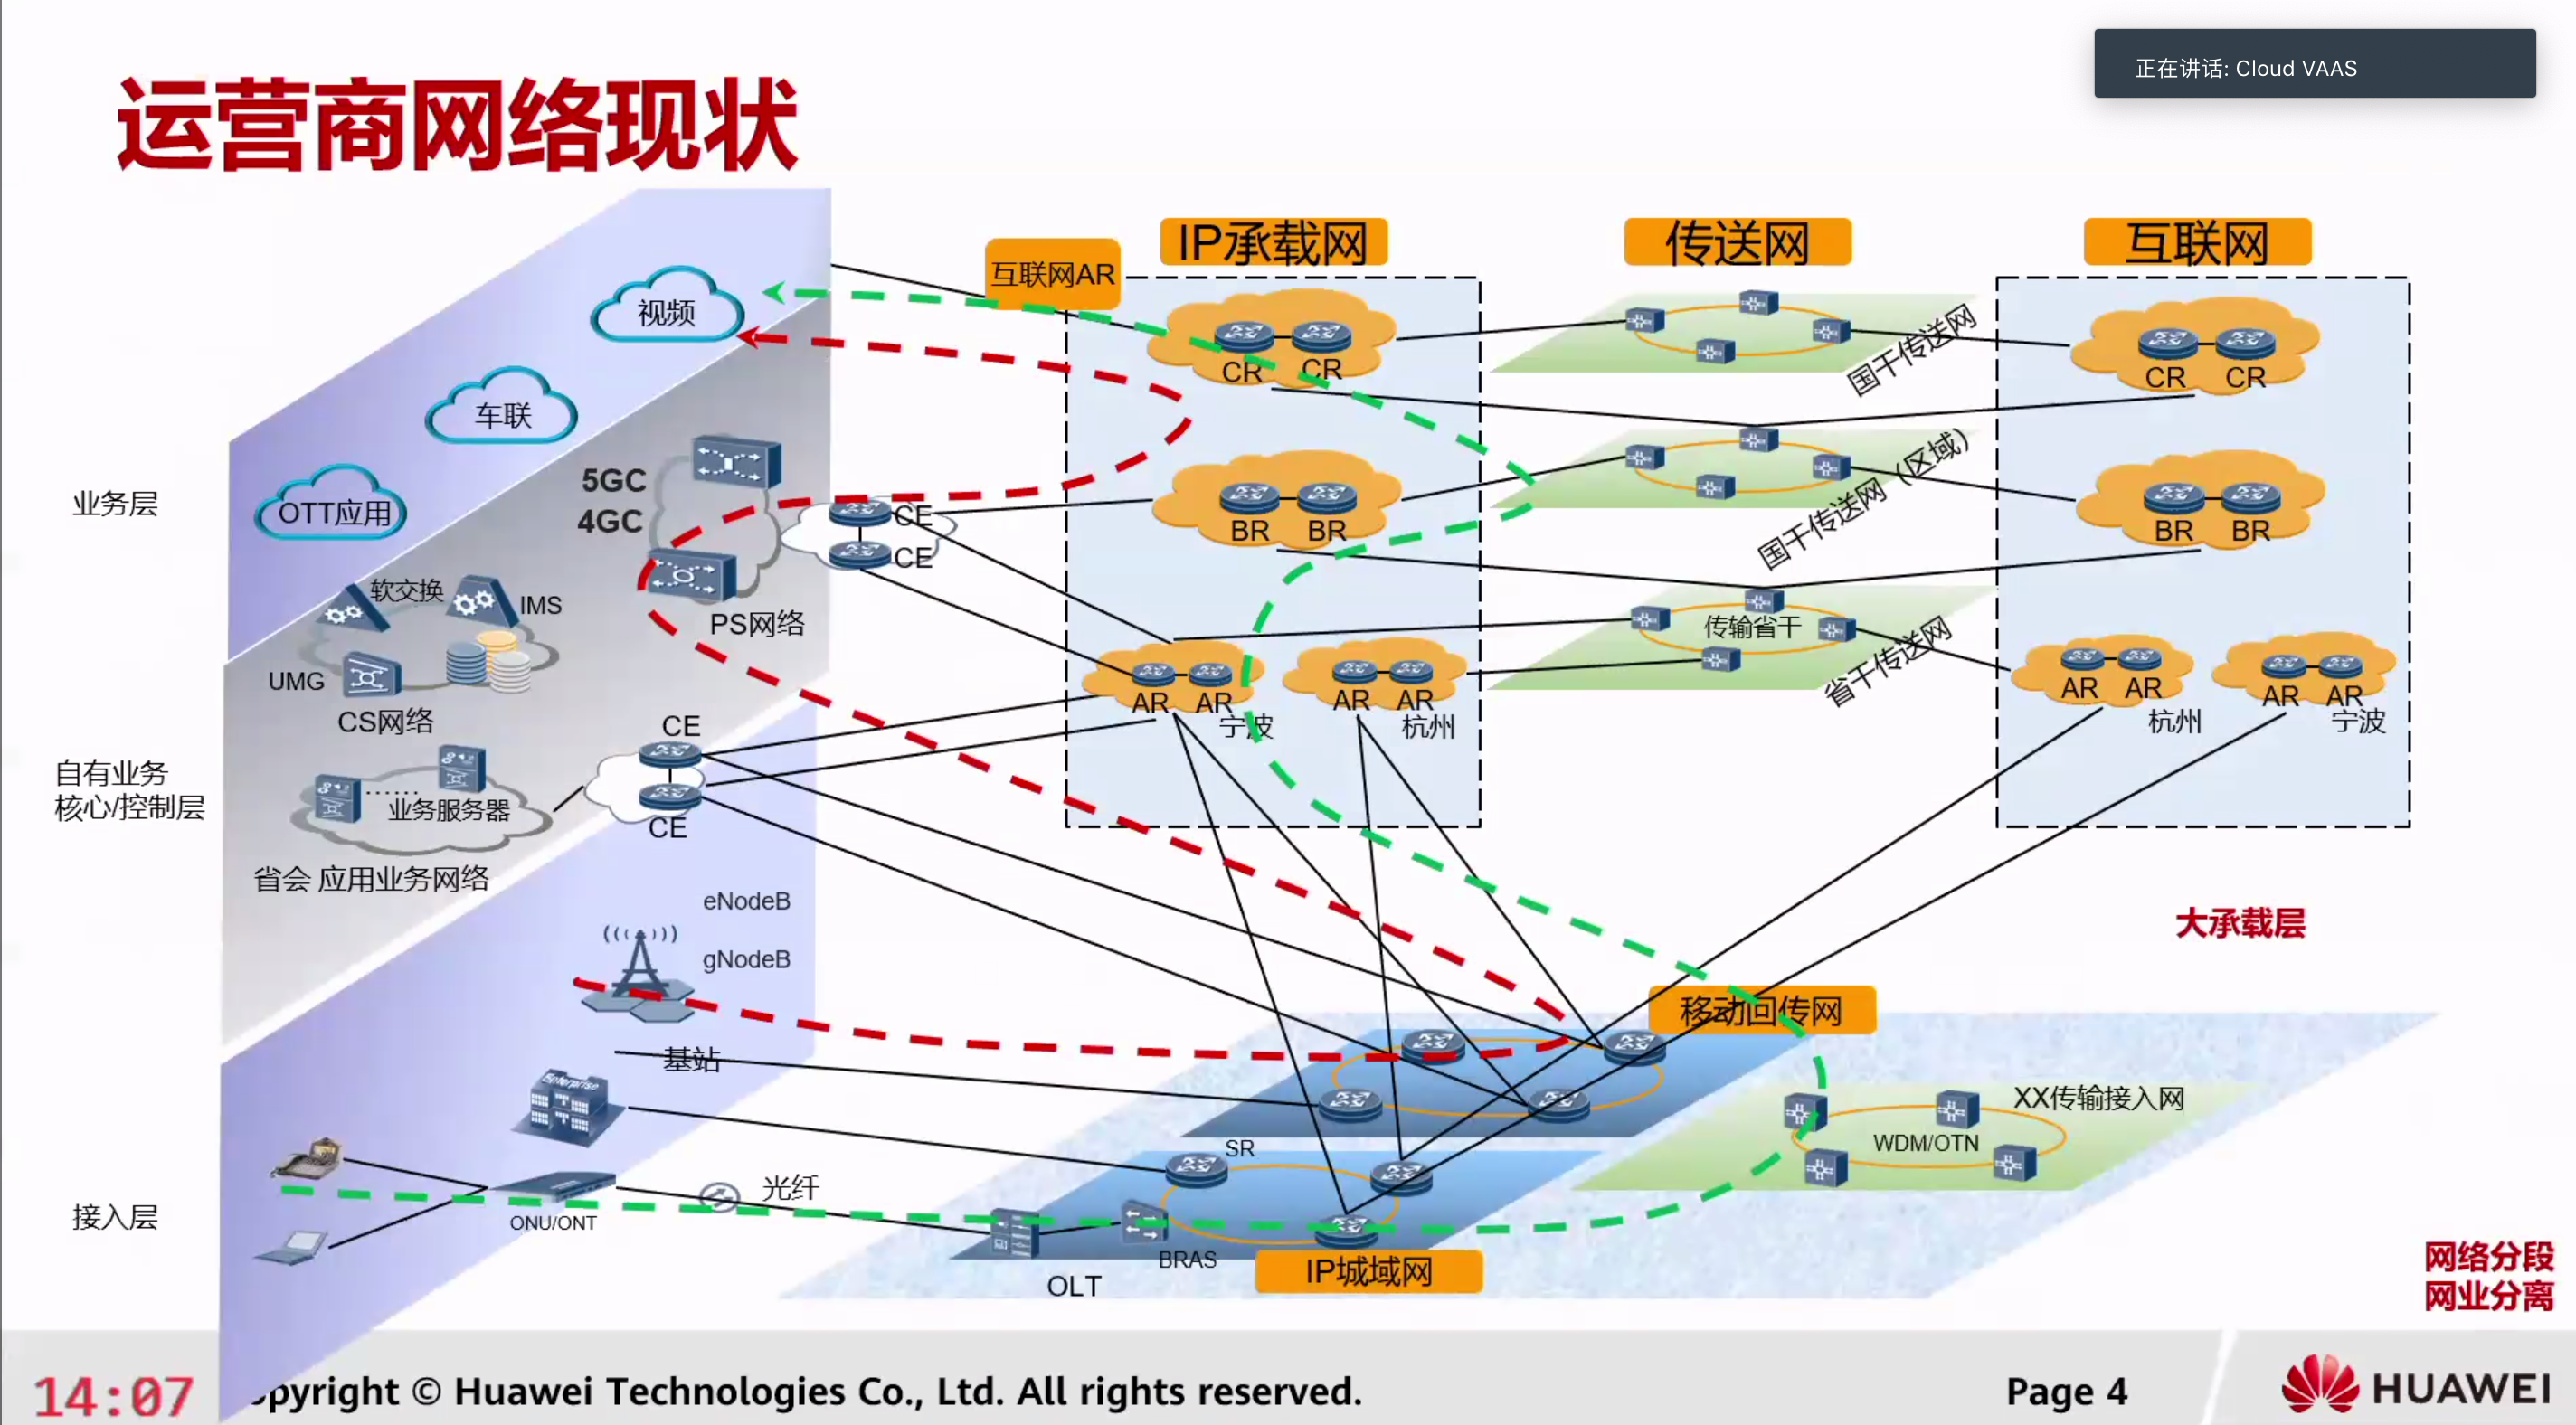 正在讲话: Cloud VAAS
运营商网络现状
IP承载网
传送网
互联网
互联网AR
视频
车联
OTT应用
CR CR
国干传送网
CR CR
业务层
5GC
4GC
CE
CE
BR BR
国干传送网（区域）
BR BR
软交换
IMS
PS网络
UMG
CS网络
AR AR
宁波
AR AR
杭州
传输省干
省干传送网
AR AR
杭州
AR AR
宁波
自有业务
核心/控制层
CE
CE
......
业务服务器
省会 应用业务网络
eNodeB
gNodeB
大承载层
移动回传网
基站
Enterprise
XX传输接入网
WDM/OTN
SR
光纤
接入层
ONU/ONT
BRAS
IP城域网
OLT
网络分段
网业分离
14:07
opyright © Huawei Technologies Co., Ltd. All rights reserved.
Page 4
HUAWEI